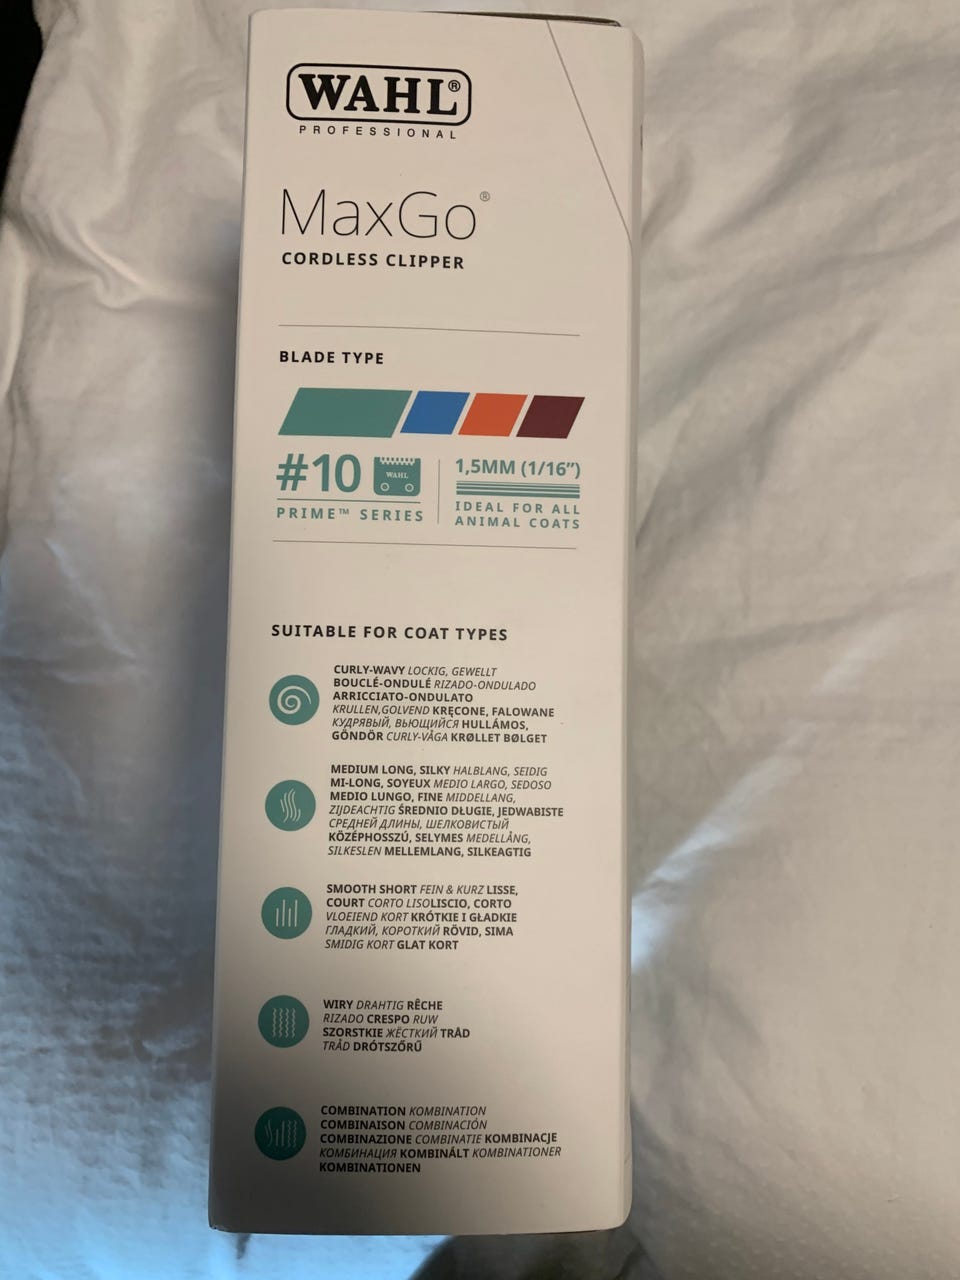 WAHL®
PROFESSIONAL
MaxGo®
CORDLESS CLIPPER
BLADE TYPE
#10
WAHL
PRIME™ SERIES
1,5MM (1/16”)
IDEAL FOR ALL
ANIMAL COATS
SUITABLE FOR COAT TYPES
CURLY-WAVY LOCKIG, GEWELLT
BOUCLÉ-ONDULÉ RIZADO-ONDULADO
ARRICCIATO-ONDULATO
KRULLEN,GOLVEND KRĘCONE, FALOWANE
КУДРЯВЫЙ, ВЬЮЩИЙСЯ HULLÁMOS,
GÖNDÖR CURLY-VÅGA KRØLLET BØLGET
MEDIUM LONG, SILKY HALBLANG, SEIDIG
MI-LONG, SOYEUX MEDIO LARGO, SEDOSO
MEDIO LUNGO, FINE MIDDELLANG,
ZIJDEACHTIG ŚREDNIO DŁUGIE, JEDWABISTE
СРЕДНЕЙ ДЛИНЫ, ШЕЛКОВИСТЫЙ
KÖZÉPHOSSZÚ, SELYMES MEDELLÅNG,
SILKESLEN MELLEMLANG, SILKEAGTIG
SMOOTH SHORT FEIN & KURZ LISSE,
COURT CORTO LISOLISCIO, CORTO
VLOEIEND KORT KRÓTKIE I GŁADKIE
ГЛАДКИЙ, КОРОТКИЙ RÖVID, SIMA
SMIDIG KORT GLAT KORT
WIRY DRAHTIG RÊCHE
RIZADO CRESPO RUW
SZORSTKIE ЖЁСТКИЙ TRÅD
TRÅD DRÓTSZŐRŰ
COMBINATION KOMBINATION
COMBINAISON COMBINACIÓN
COMBINAZIONE COMBINATIE KOMBINACJE
КОМБИНАЦИЯ KOMBINÁLT KOMBINATIONER
KOMBINATIONEN